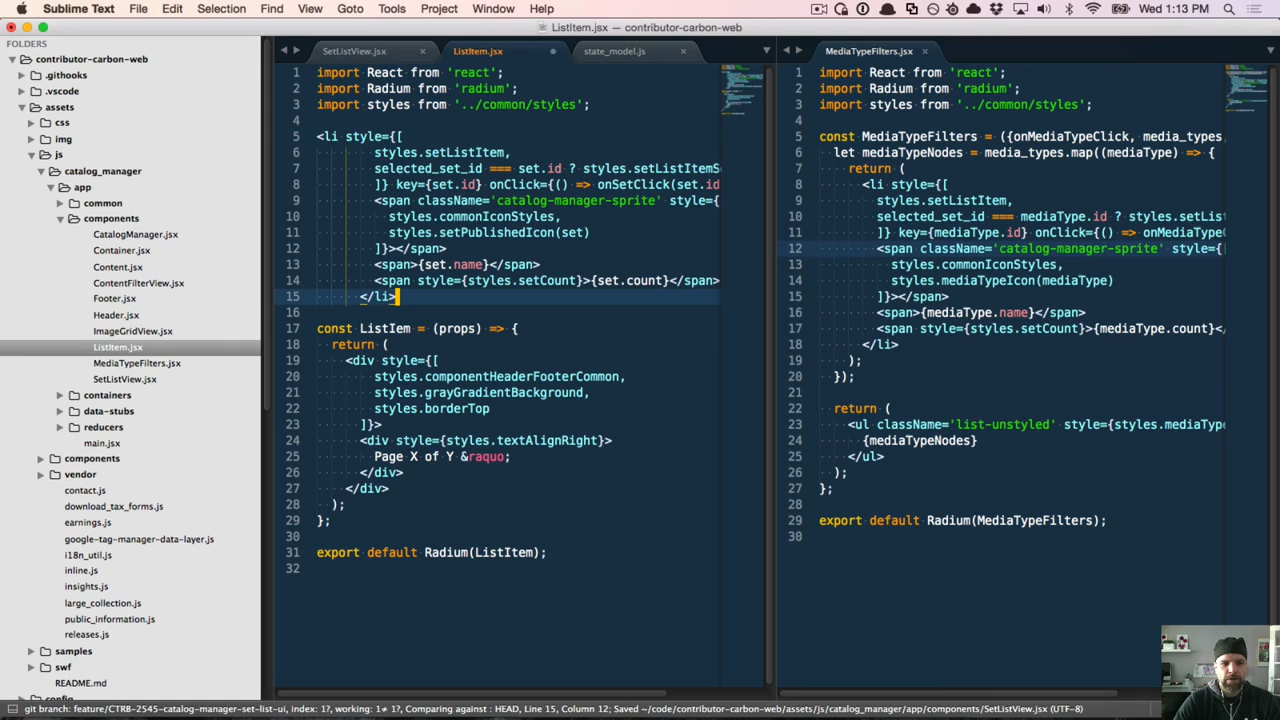 Sublime Text File Edit Selection Find View Goto Tools Project Window Help Wed 1:13 PM
ListItem.jsx — contributor-carbon-web
FOLDERS
contributor-carbon-web
.githooks
.vscode
assets
css
img
js
catalog_manager
app
common
components
CatalogManager.jsx
Container.jsx
Content.jsx
ContentFilterView.jsx
Footer.jsx
Header.jsx
ImageGridView.jsx
ListItem.jsx
MediaTypeFilters.jsx
SetListView.jsx
containers
data-stubs
reducers
main.jsx
components
vendor
contact.js
download_tax_forms.js
earnings.js
google-tag-manager-data-layer.js
i18n_util.js
inline.js
insights.js
large_collection.js
public_information.js
releases.js
samples
swf
README.md
config
SetListView.jsx ListItem.jsx state_model.js
1 import React from 'react';
2 import Radium from 'radium';
3 import styles from '../common/styles';
4
5 <li style={[
6 styles.setListItem,
7 selected_set_id === set.id ? styles.setListItemS
8 ]} key={set.id} onClick={() => onSetClick(set.id
9 <span className='catalog-manager-sprite' style={
10 styles.commonIconStyles,
11 styles.setPublishedIcon(set)
12 ]}></span>
13 <span>{set.name}</span>
14 <span style={styles.setCount}>{set.count}</span>
15 </li>
16
17 const ListIem = (props) => {
18 return (
19 <div style={[
20 styles.componentHeaderFooterCommon,
21 styles.grayGradientBackground,
22 styles.borderTop
23 ]}>
24 <div style={styles.textAlignRight}>
25 Page X of Y &raquo;
26 </div>
27 </div>
28 );
29 };
30
31 export default Radium(ListItem);
32
MediaTypeFilters.jsx
1 import React from 'react';
2 import Radium from 'radium';
3 import styles from '../common/styles';
4
5 const MediaTypeFilters = ({onMediaTypeClick, media_types,
6 let mediaTypeNodes = media_types.map((mediaType) => {
7 return (
8 <li style={[
9 styles.setListItem,
10 selected_set_id === mediaType.id ? styles.setList
11 ]} key={mediaType.id} onClick={() => onMediaTypeC
12 <span className='catalog-manager-sprite' style={[
13 styles.commonIconStyles,
14 styles.mediaTypeIcon(mediaType)
15 ]}></span>
16 <span>{mediaType.name}</span>
17 <span style={styles.setCount}>{mediaType.count}</
18 </li>
19 );
20 });
21
22 return (
23 <ul className='list-unstyled' style={styles.mediaType
24 {mediaTypeNodes}
25 </ul>
26 );
27 };
28
29 export default Radium(MediaTypeFilters);
30
git branch: feature/CTRB-2545-catalog-manager-set-list-ui, index: 1?, working: 1≠ 1?, Comparing against : HEAD, Line 15, Column 12; Saved ~/code/contributor-carbon-web/assets/js/catalog_manager/app/components/SetListView.jsx (UTF-8)